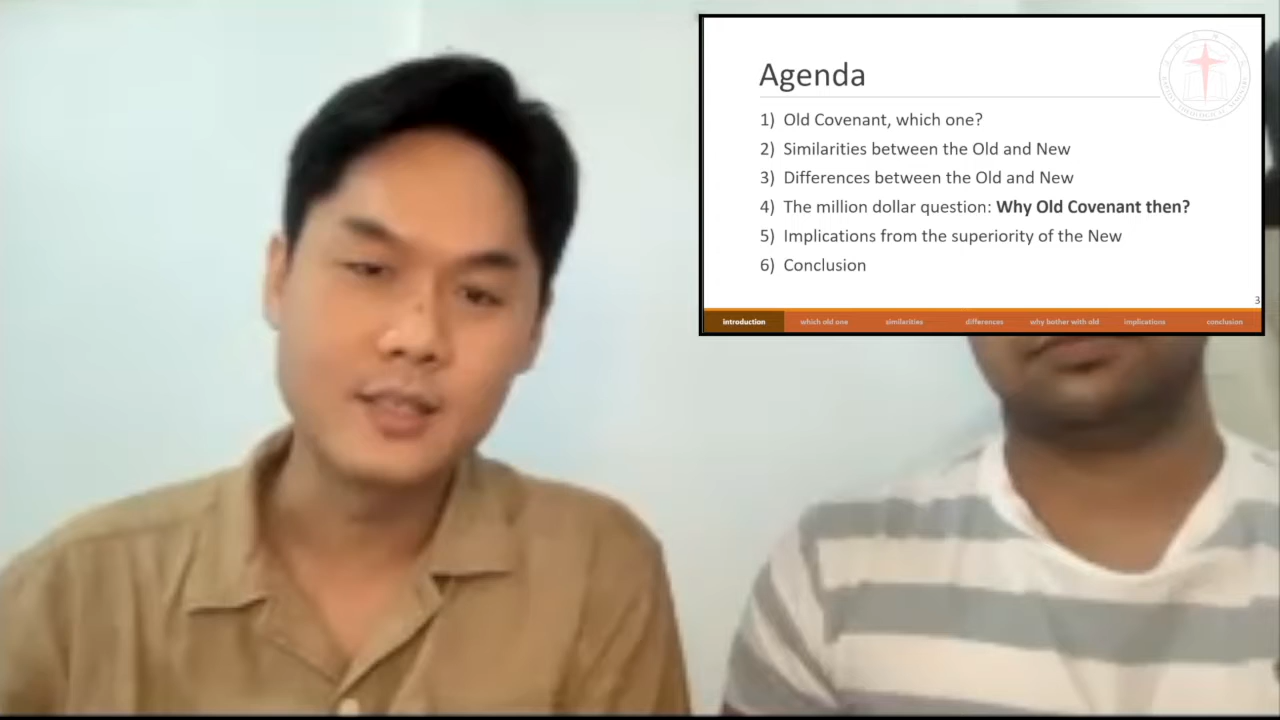 Agenda
1) Old Covenant, which one?
2) Similarities between the Old and New
3) Differences between the Old and New
4) The million dollar question: Why Old Covenant then?
5) Implications from the superiority of the New
6) Conclusion
3
introduction which old one similarities differences why bother with old implications conclusion